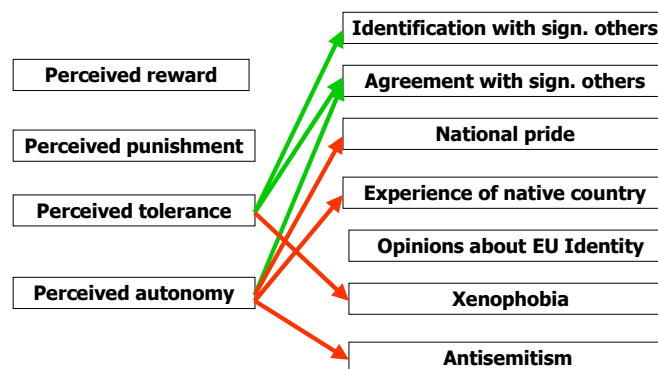 Identification with sign. others
Perceived reward
Agreement with sign. others
Perceived punishment
National pride
Perceived tolerance
Experience of native country
Opinions about EU Identity
Perceived autonomy
Xenophobia
Antisemitism